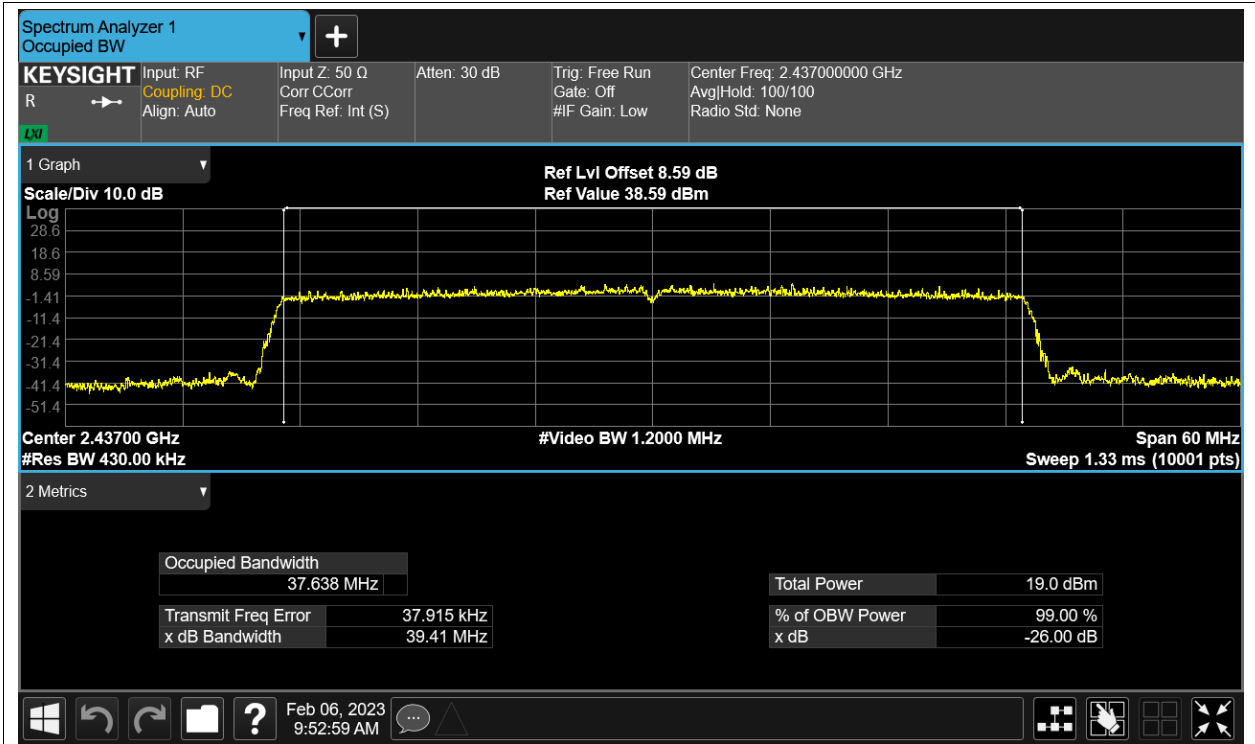 Spectrum Analyzer 1
Occupied BW
KEYSIGHT
R
LXI
Input: RF
Coupling: DC
Align: Auto
Input Z: 50 Ω
Corr CCorr
Freq Ref: Int (S)
Atten: 30 dB
Trig: Free Run
Gate: Off
#IF Gain: Low
Center Freq: 2.437000000 GHz
Avg|Hold: 100/100
Radio Std: None
1 Graph
Scale/Div 10.0 dB
Ref Lvl Offset 8.59 dB
Ref Value 38.59 dBm
Log
28.6
18.6
8.59
-1.41
-11.4
-21.4
-31.4
-41.4
-51.4
Center 2.43700 GHz
#Video BW 1.2000 MHz
Span 60 MHz
#Res BW 430.00 kHz
Sweep 1.33 ms (10001 pts)
2 Metrics
Occupied Bandwidth
37.638 MHz
Transmit Freq Error 37.915 kHz
x dB Bandwidth 39.41 MHz
Total Power 19.0 dBm
% of OBW Power 99.00 %
x dB -26.00 dB
?
Feb 06, 2023
9:52:59 AM